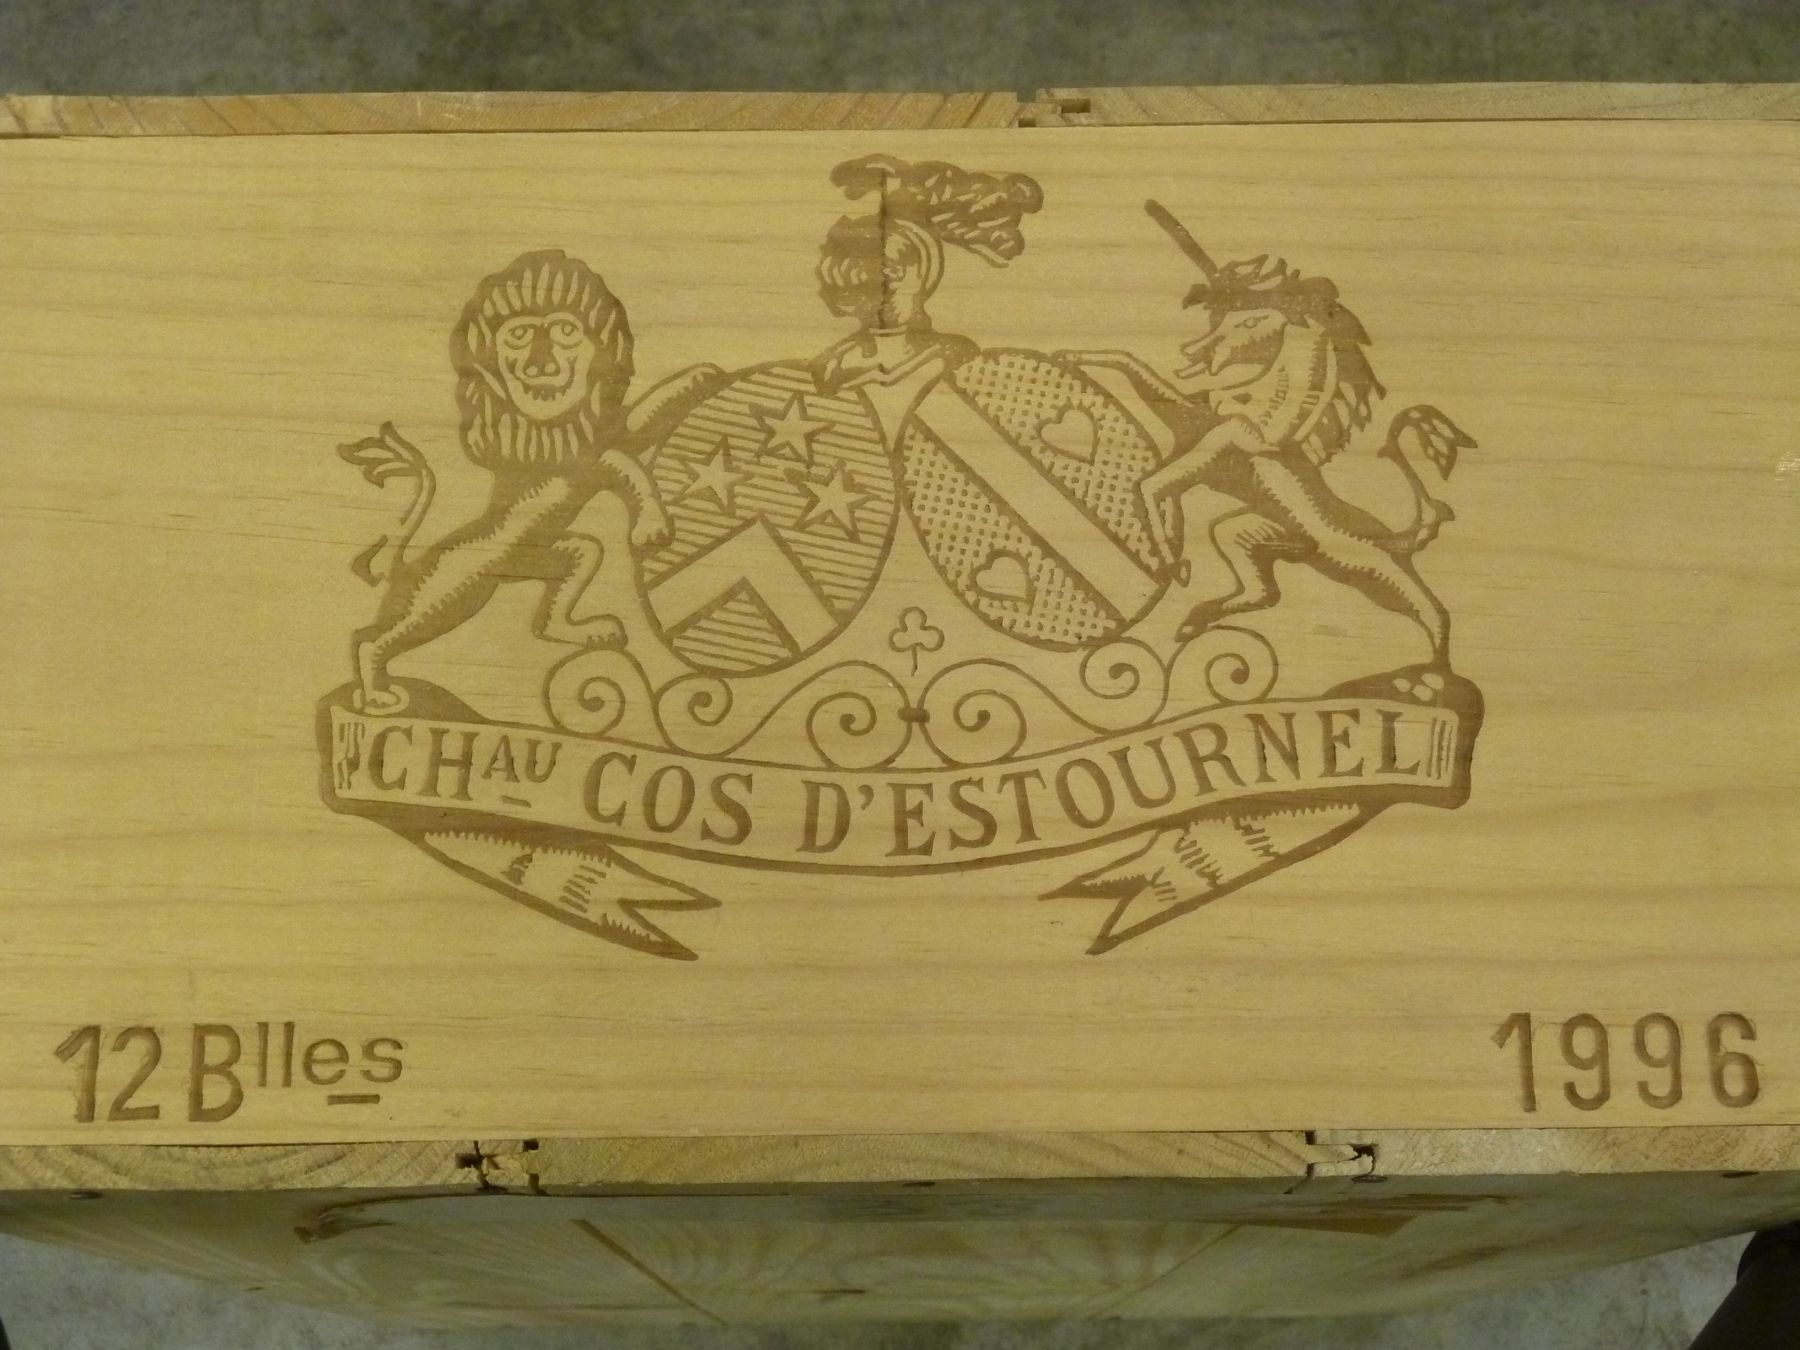 CHAU COS D'ESTOURNEL
12 Blles
1996